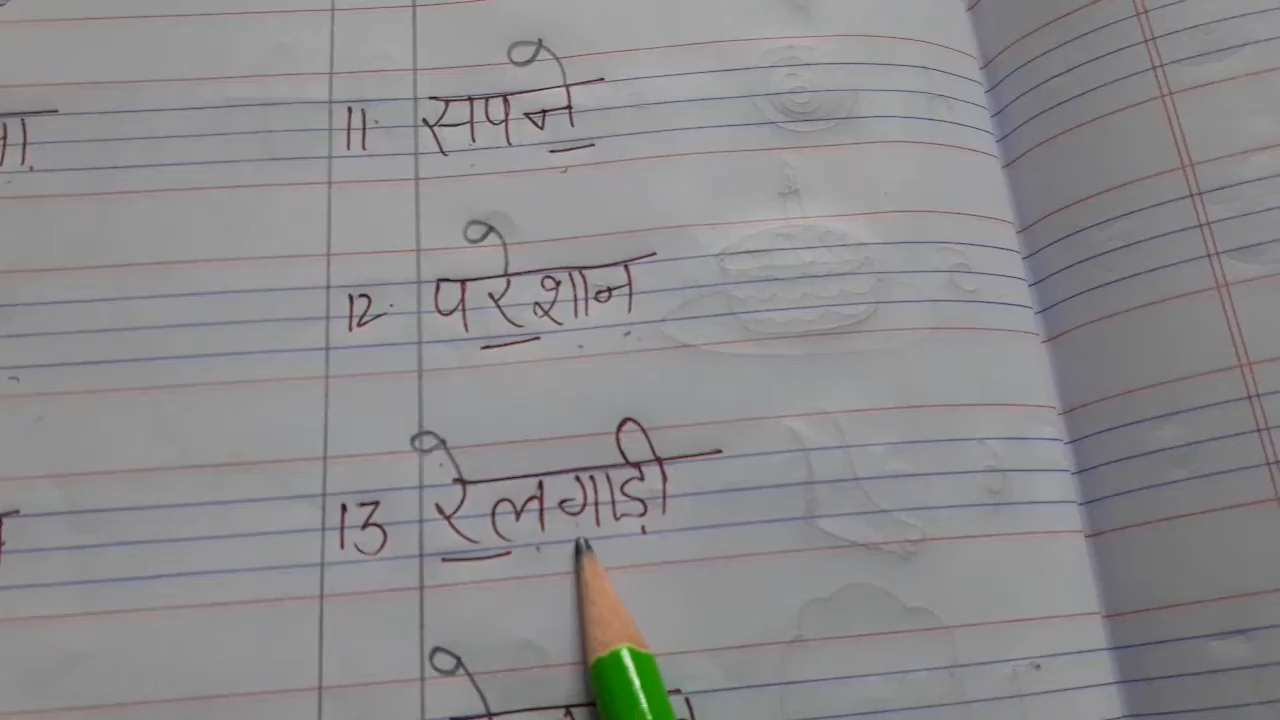 11. सपने
12. परेशान
13 रेलगाड़ी